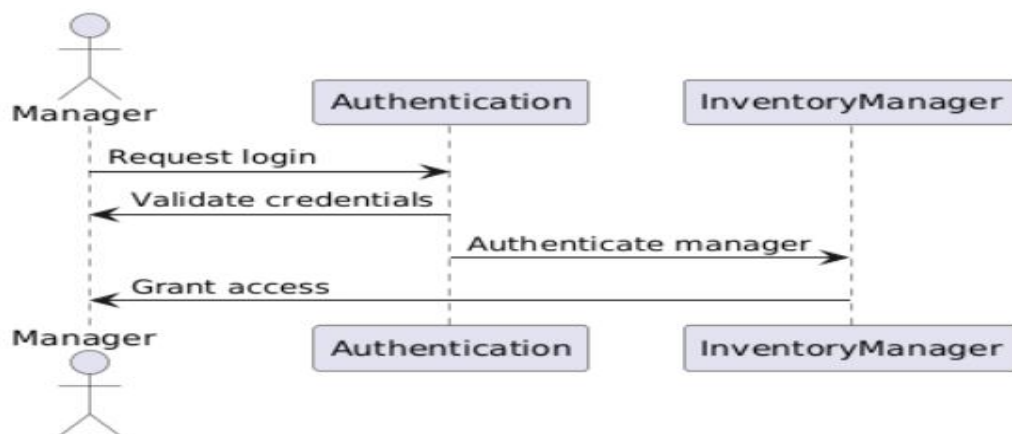 Manager
Authentication
InventoryManager
Request login
Validate credentials
Authenticate manager
Grant access
Manager
Authentication
InventoryManager